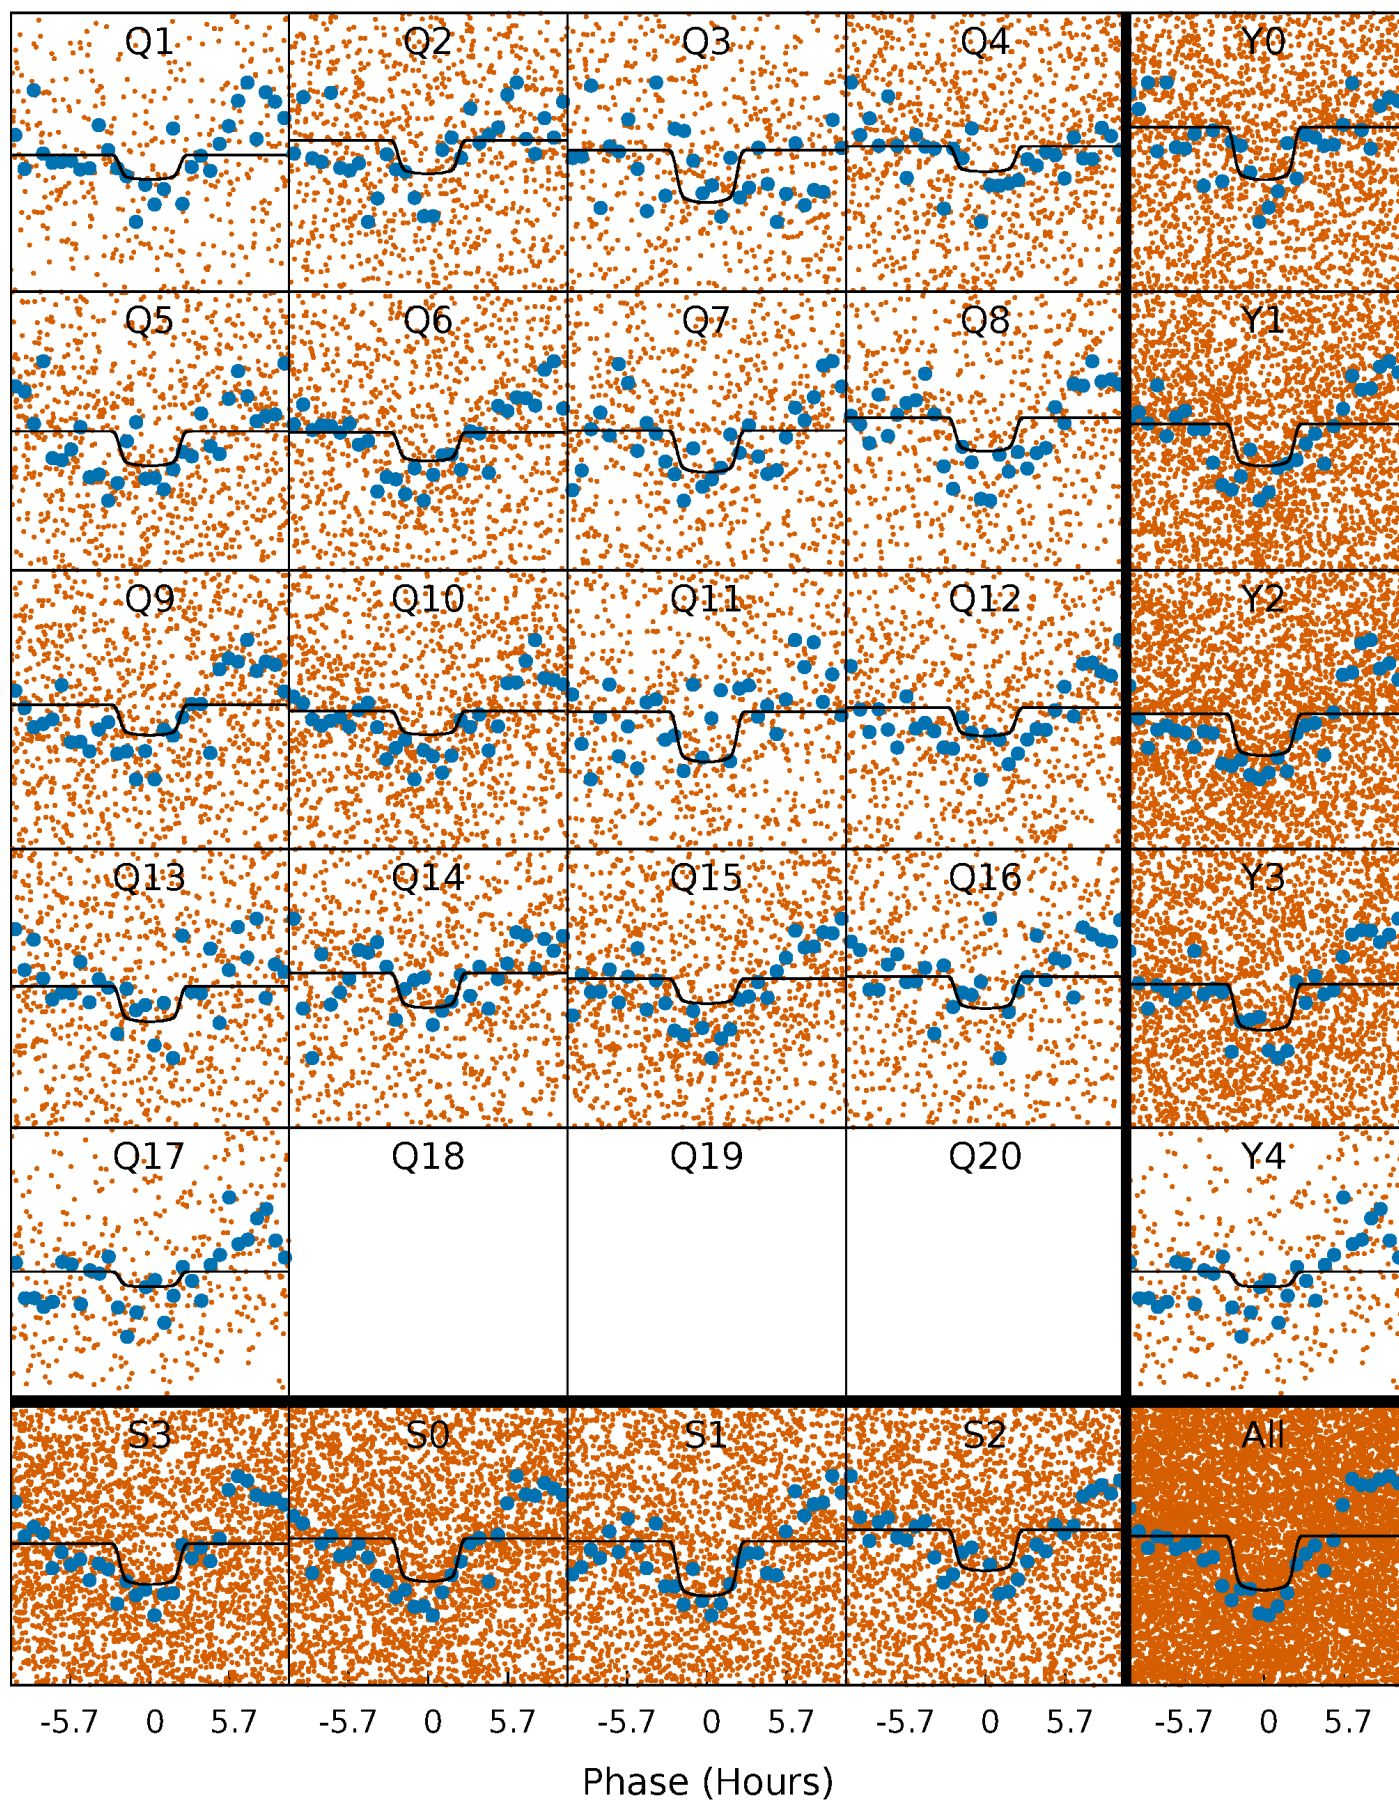 Q1 Q2 Q3 Q4 Y0
Q5 Q6 Q7 Q8 Y1
Q9 Q10 Q11 Q12 Y2
Q13 Q14 Q15 Q16 Y3
Q17 Q18 Q19 Q20 Y4
S3 S0 S1 S2 All
-5.7 0 5.7 -5.7 0 5.7 -5.7 0 5.7 -5.7 0 5.7 -5.7 0 5.7
Phase (Hours)